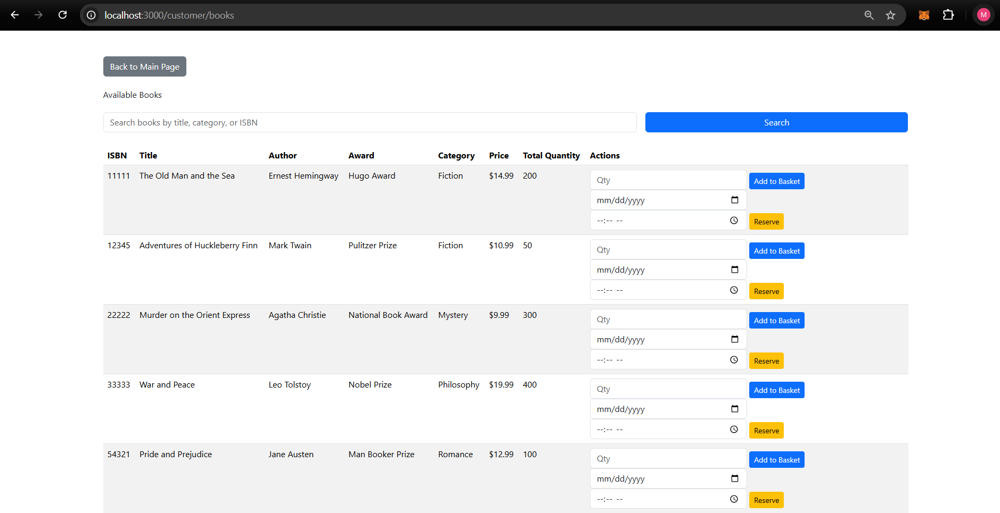 localhost:3000/customer/books
M
Back to Main Page
Available Books
Search books by title, category, or ISBN
Search
ISBN Title Author Award Category Price Total Quantity Actions
11111 The Old Man and the Sea Ernest Hemingway Hugo Award Fiction $14.99 200 Qty Add to Basket
mm/dd/yyyy
--:-- -- Reserve
12345 Adventures of Huckleberry Finn Mark Twain Pulitzer Prize Fiction $10.99 50 Qty Add to Basket
mm/dd/yyyy
--:-- -- Reserve
22222 Murder on the Orient Express Agatha Christie National Book Award Mystery $9.99 300 Qty Add to Basket
mm/dd/yyyy
--:-- -- Reserve
33333 War and Peace Leo Tolstoy Nobel Prize Philosophy $19.99 400 Qty Add to Basket
mm/dd/yyyy
--:-- -- Reserve
54321 Pride and Prejudice Jane Austen Man Booker Prize Romance $12.99 100 Qty Add to Basket
mm/dd/yyyy
--:-- -- Reserve